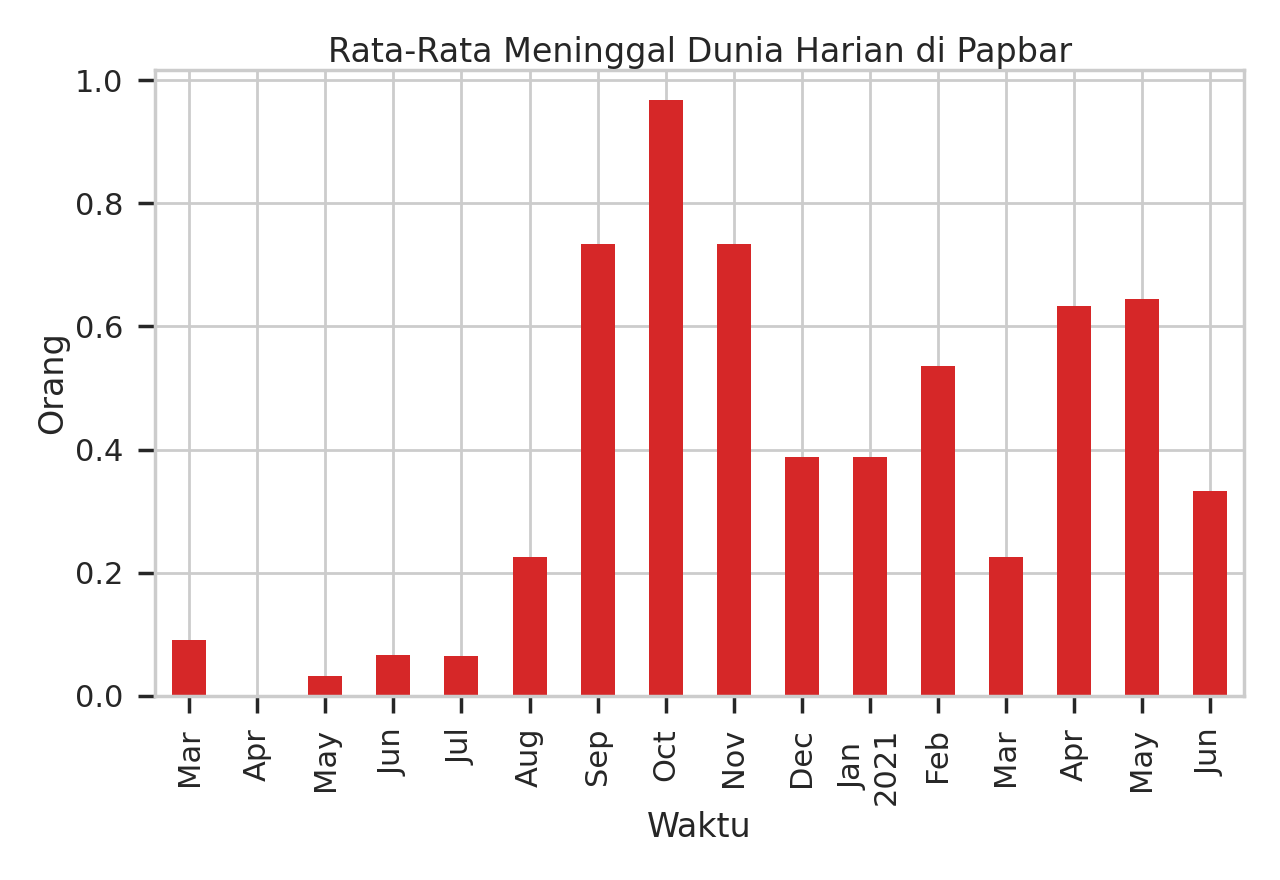 Rata-Rata Meninggal Dunia Harian di Papbar
1.0
0.8
0.6
0.4
0.2
0.0
Orang
Mar
Apr
May
Jun
Jul
Aug
Sep
Oct
Nov
Dec
Jan
2021
Feb
Mar
Apr
May
Jun
Waktu